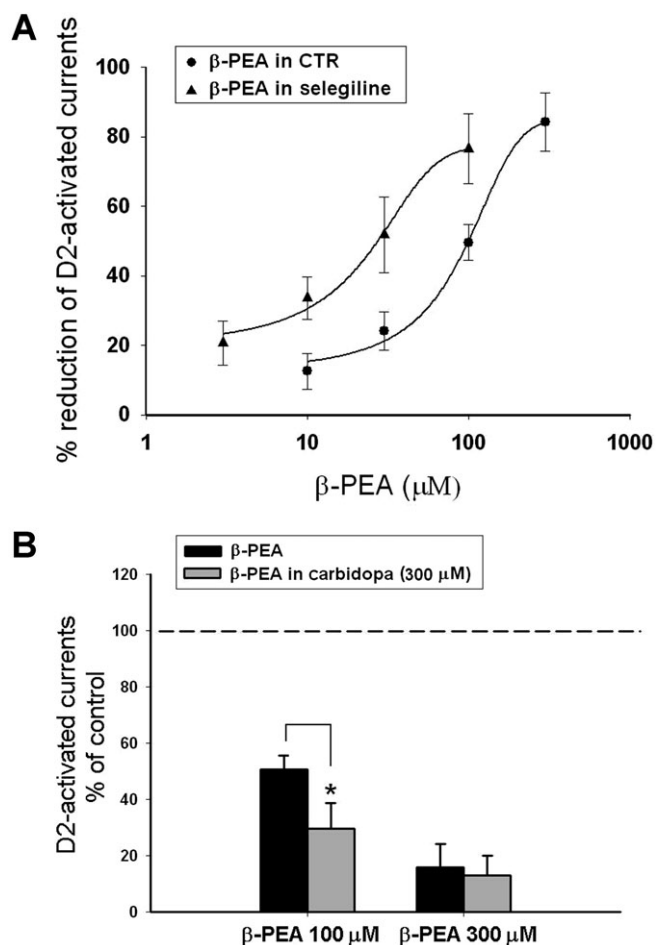 A
β-PEA in CTR
β-PEA in selegiline
% reduction of D2-activated currents
100
80
60
40
20
0
1 10 100 1000
β-PEA (μM)
B
β-PEA
β-PEA in carbidopa (300 μM)
D2-activated currents
% of control
120
100
80
60
40
20
0
*
β-PEA 100 μM β-PEA 300 μM